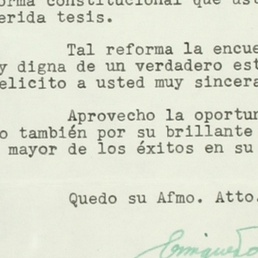 orma constitucional que ust
erida tesis.
Tal reforma la encue
y digna de un verdadero est
elicito a usted muy sincera
Aprovecho la oportun
o también por su brillante
mayor de los éxitos en su
Quedo su Afmo. Atto.